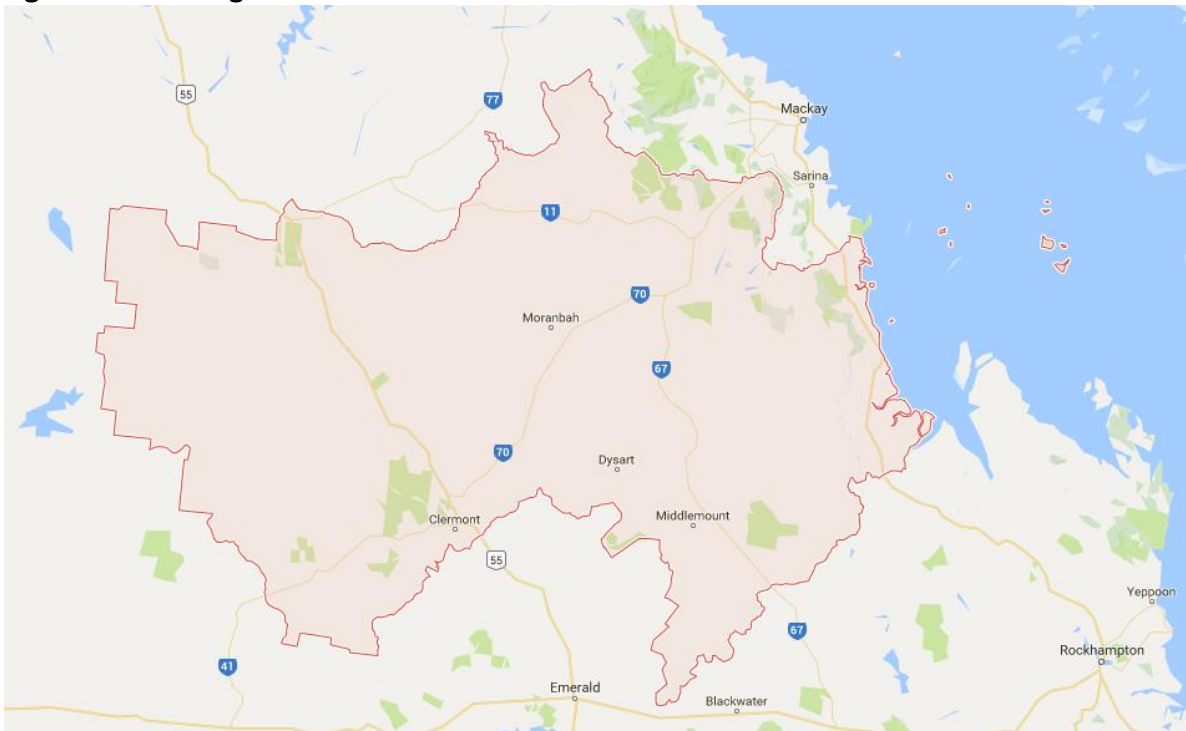 55
77
Mackay
Sarina
11
70
Moranbah
67
70
Dysart
Clermont
Middlemount
55
Yeppoon
67
Rockhampton
41
Emerald
Blackwater